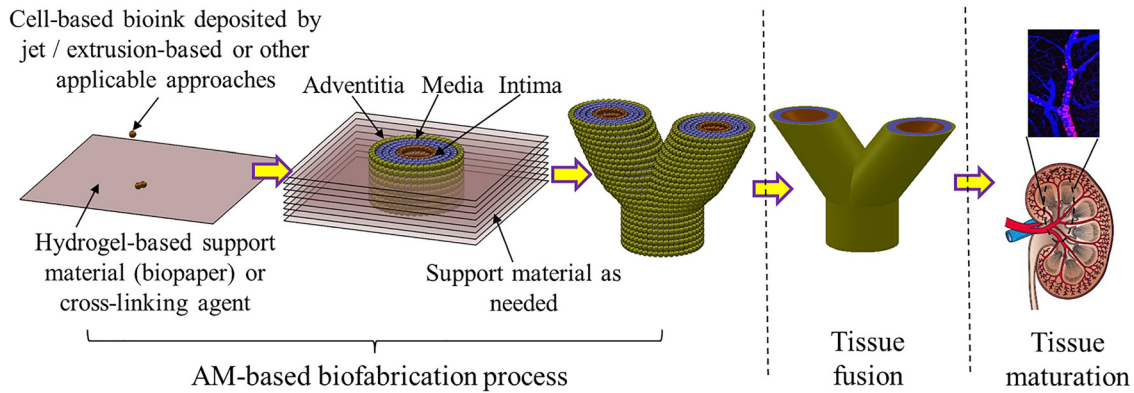 Cell-based bioink deposited by
jet / extrusion-based or other
applicable approaches
Adventitia
Media
Intima
Hydrogel-based support
material (biopaper) or
cross-linking agent
Support material as
needed
AM-based biofabrication process
Tissue
fusion
Tissue
maturation